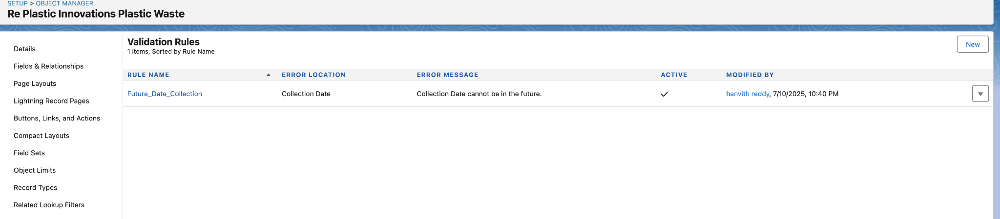 SETUP > OBJECT MANAGER
Re Plastic Innovations Plastic Waste
Details
Fields & Relationships
Page Layouts
Lightning Record Pages
Buttons, Links, and Actions
Compact Layouts
Field Sets
Object Limits
Record Types
Related Lookup Filters
Validation Rules
1 Items, Sorted by Rule Name
New
RULE NAME ERROR LOCATION ERROR MESSAGE ACTIVE MODIFIED BY
Future_Date_Collection Collection Date Collection Date cannot be in the future. hanvith reddy, 7/10/2025, 10:40 PM